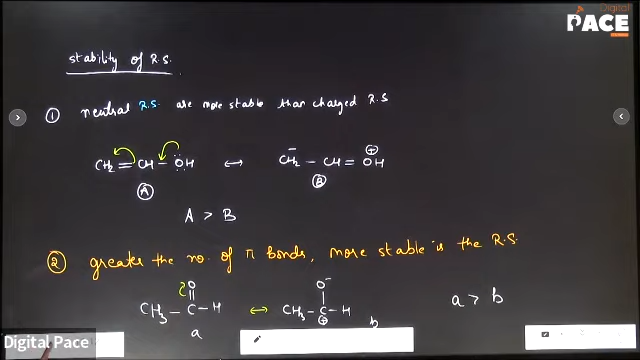 Digital
PACE
stability of R.S.
① neutral R.S. are more stable than charged R.S
CH₂ = CH – ÖH ↔ C̄H₂ – CH = OH
⊕
Ⓐ Ⓑ
A > B
② greater the no. of π bonds, more stable is the R.S.
O O⁻
CH₃ – C – H ↔ CH₃ – C – H
⊕
a b
a > b
Digital Pace